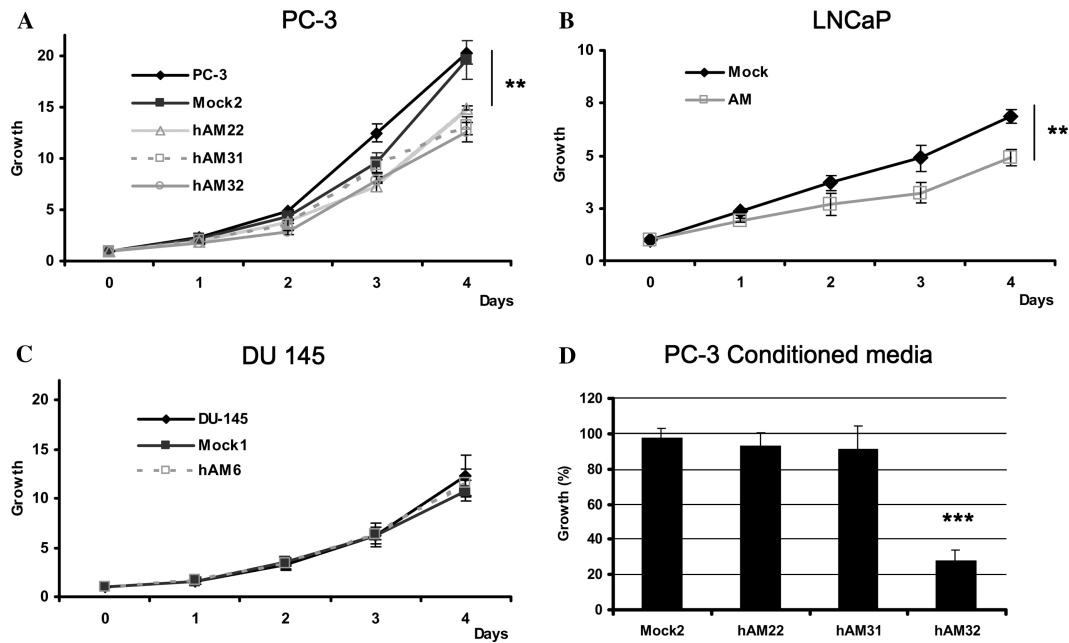 A
PC-3
20
15
10
5
0
Growth
PC-3
Mock2
hAM22
hAM31
hAM32
**
0 1 2 3 4
Days
B
LNCaP
10
8
5
3
0
Growth
Mock
AM
**
0 1 2 3 4
Days
C
DU 145
20
15
10
5
0
Growth
DU-145
Mock1
hAM6
0 1 2 3 4
Days
D
PC-3 Conditioned media
120
100
80
60
40
20
0
Growth (%)
***
Mock2 hAM22 hAM31 hAM32